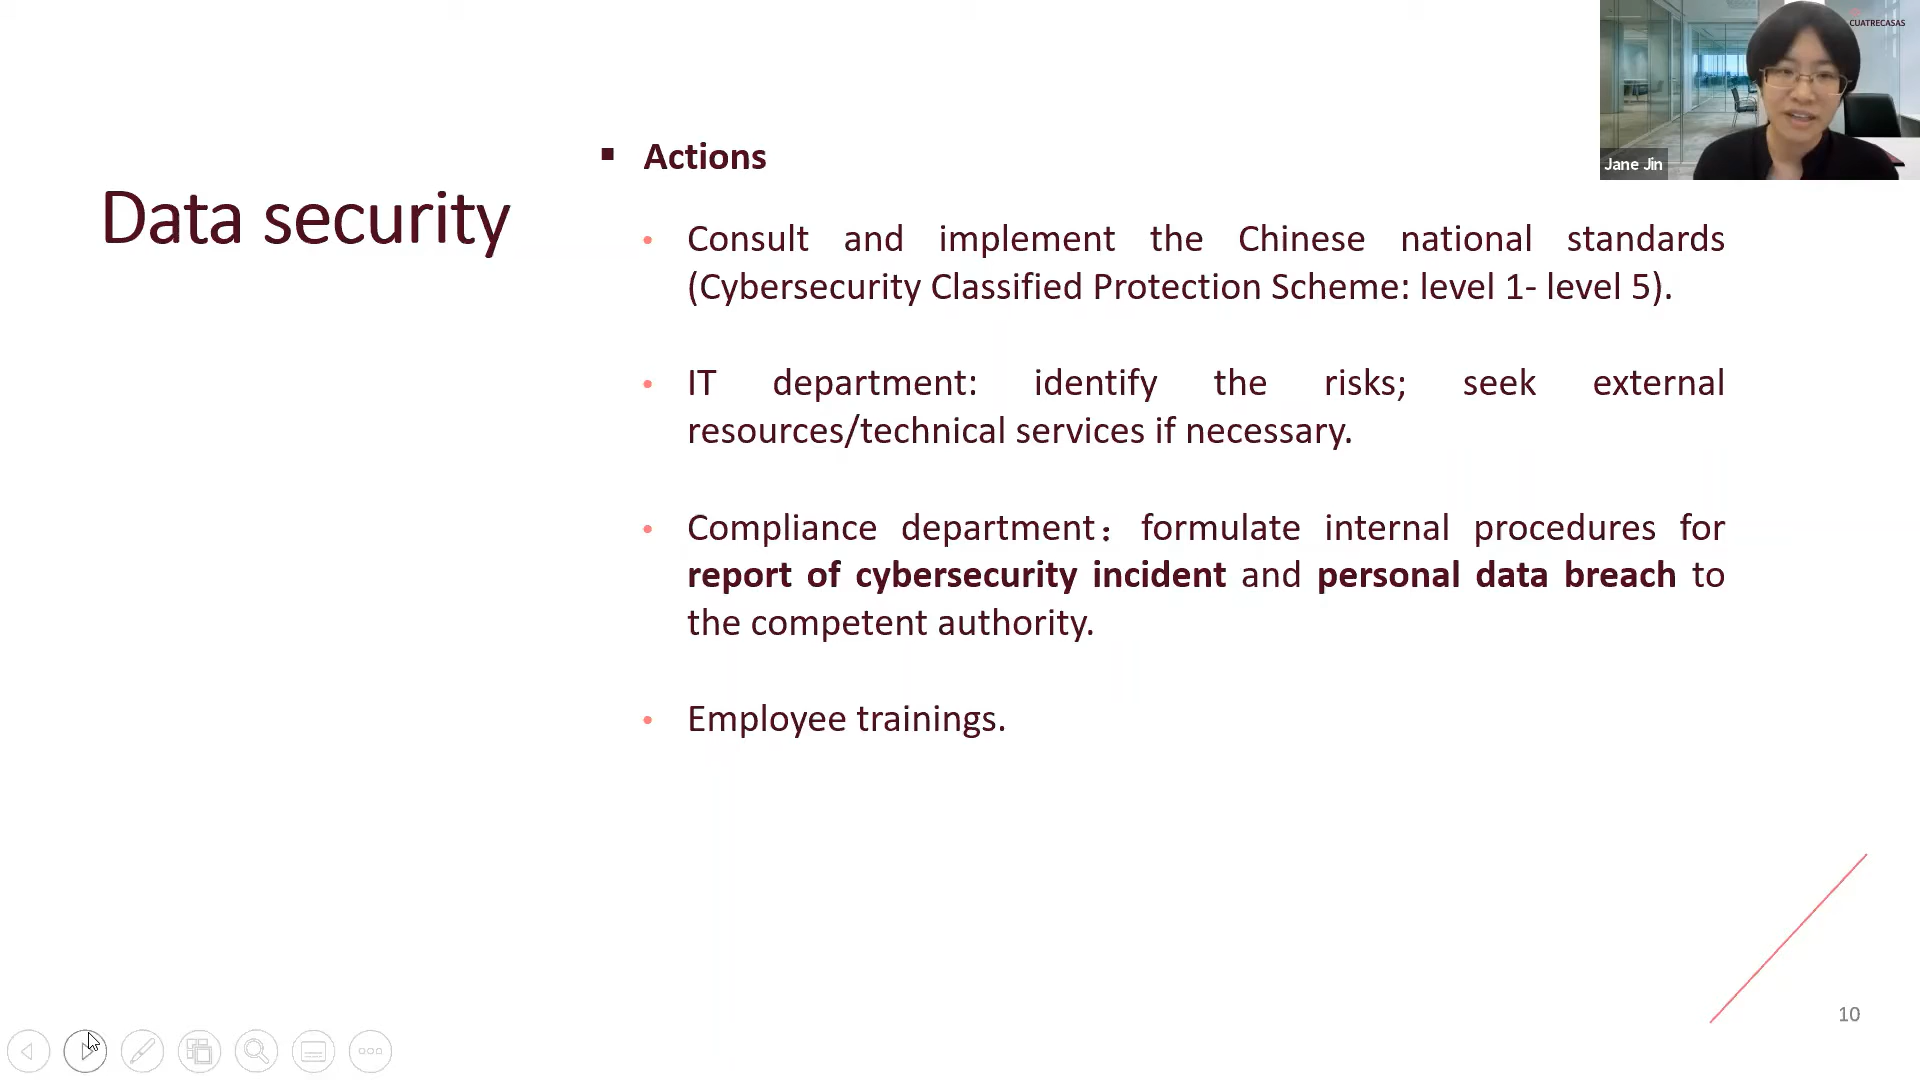 CUATRECASAS
Jane Jin
Data security
▪ Actions
• Consult and implement the Chinese national standards
(Cybersecurity Classified Protection Scheme: level 1- level 5).
• IT department: identify the risks; seek external
resources/technical services if necessary.
• Compliance department：formulate internal procedures for
report of cybersecurity incident and personal data breach to
the competent authority.
• Employee trainings.
10